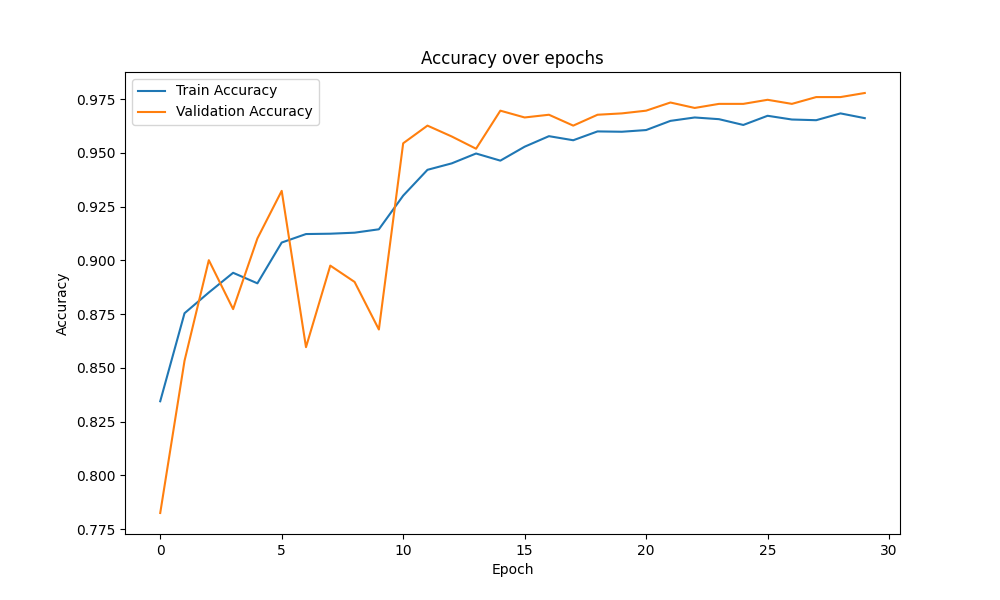 Accuracy over epochs
Train Accuracy
Validation Accuracy
0.975
0.950
0.925
0.900
0.875
0.850
0.825
0.800
0.775
Accuracy
0 5 10 15 20 25 30
Epoch